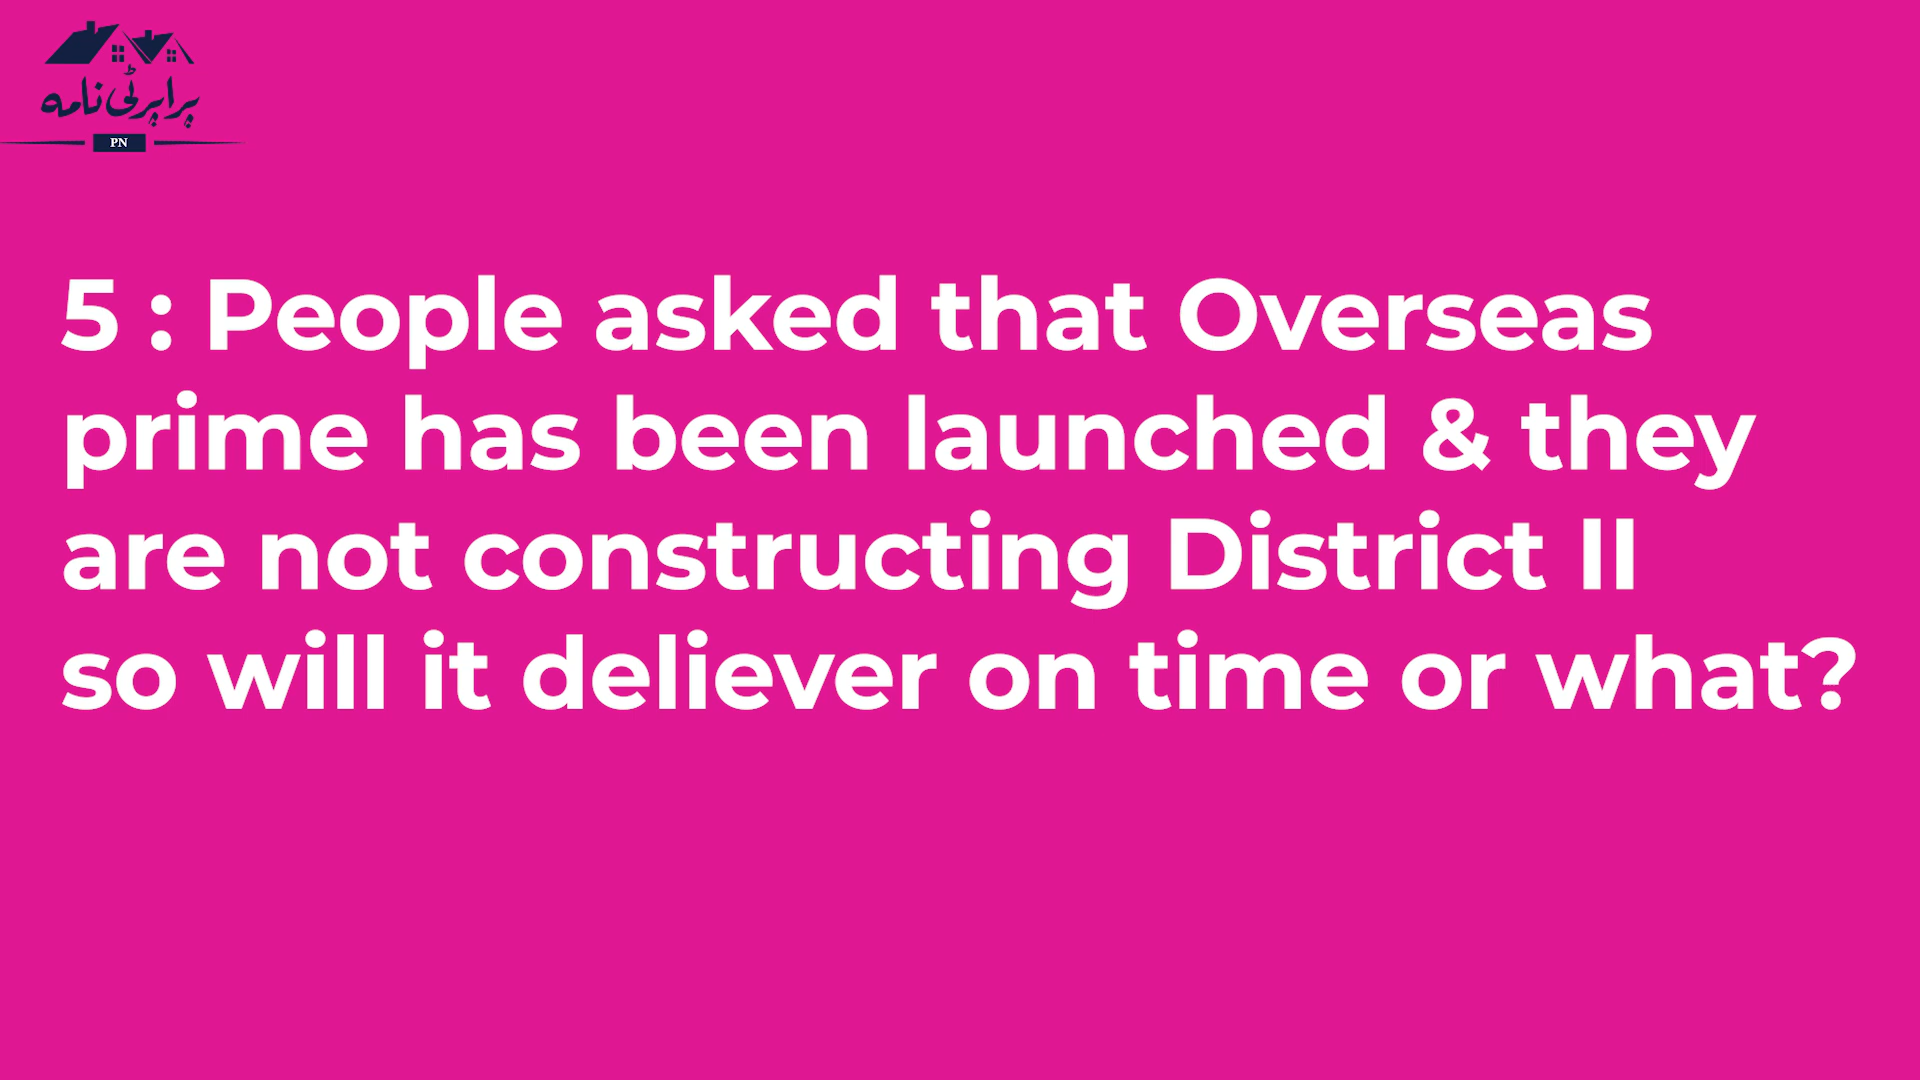 پراپرٹی نامہ
PN
5 : People asked that Overseas
prime has been launched & they
are not constructing District II
so will it deliever on time or what?